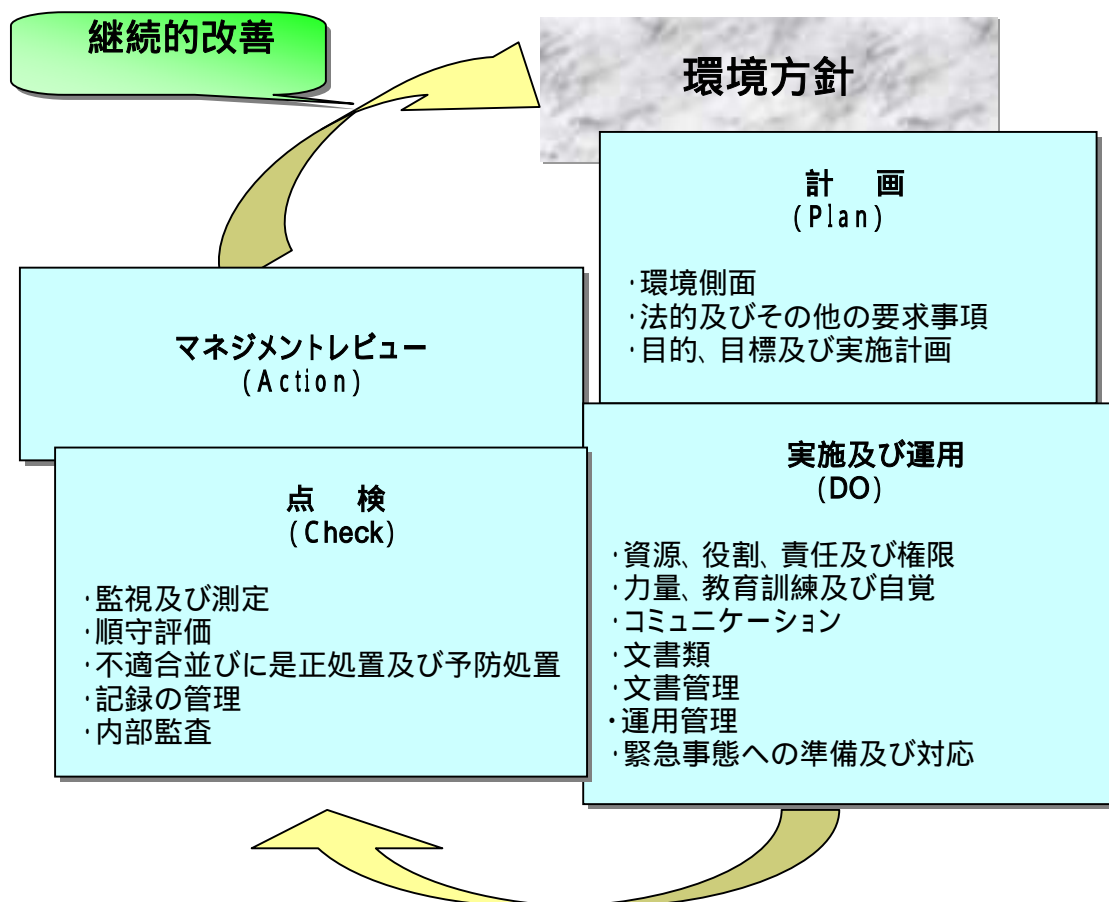 継続的改善
環境方針
計 画
(Plan)
・環境側面
・法的及びその他の要求事項
・目的、目標及び実施計画
マネジメントレビュー
(Action)
実施及び運用
(DO)
・資源、役割、責任及び権限
・力量、教育訓練及び自覚
・コミュニケーション
・文書類
・文書管理
・運用管理
・緊急事態への準備及び対応
点 検
(Check)
・監視及び測定
・順守評価
・不適合並びに是正処置及び予防処置
・記録の管理
・内部監査